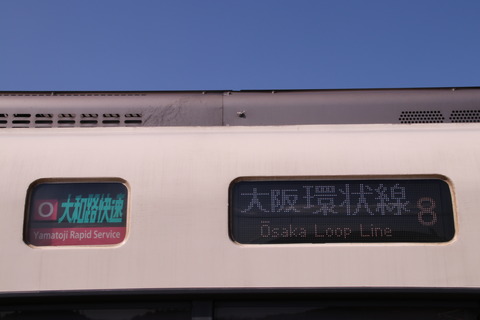 O 大和路快速
Yamatoji Rapid Service
大阪環状線 8
Ōsaka Loop Line